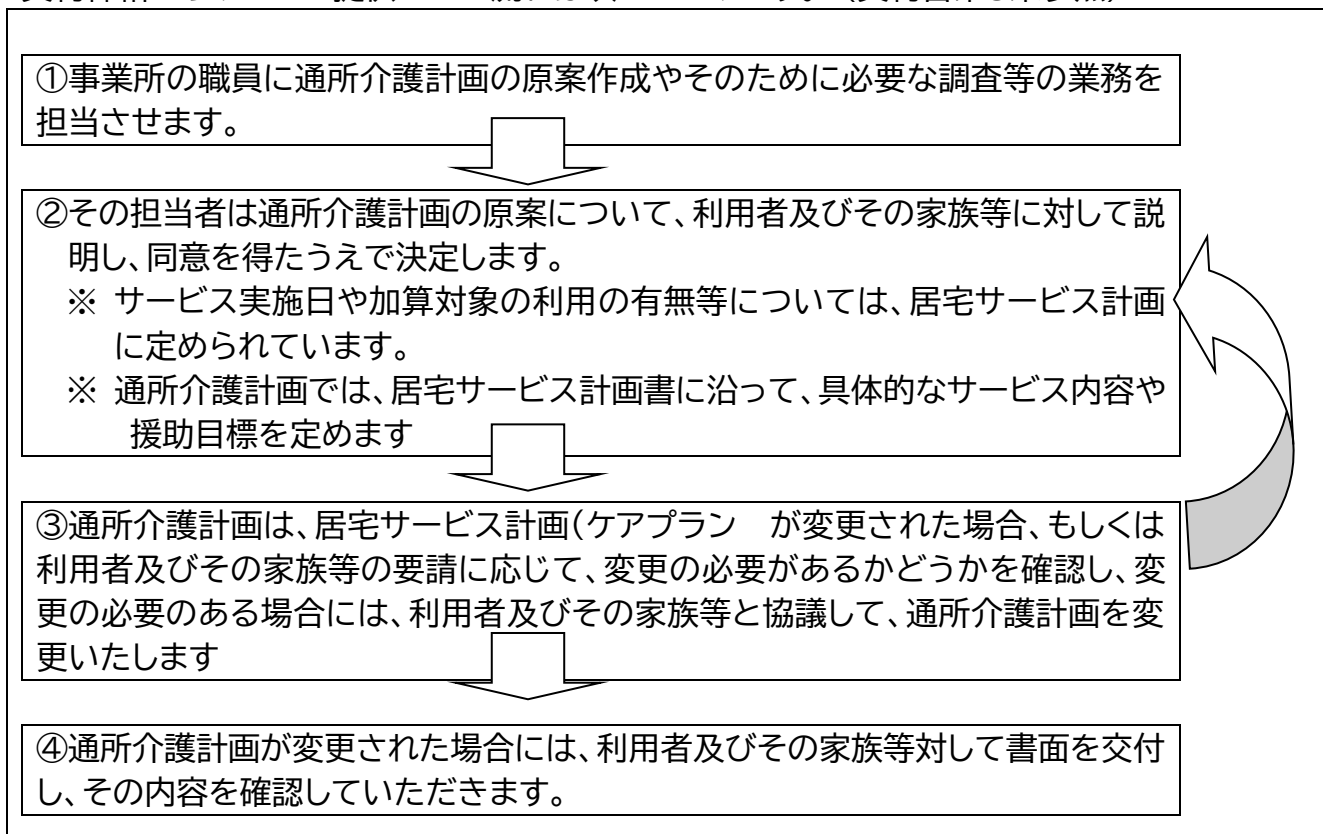 ①事業所の職員に通所介護計画の原案作成やそのために必要な調査等の業務を
担当させます。
②その担当者は通所介護計画の原案について、利用者及びその家族等に対して説
明し、同意を得たうえで決定します。
※ サービス実施日や加算対象の利用の有無等については、居宅サービス計画
に定められています。
※ 通所介護計画では、居宅サービス計画書に沿って、具体的なサービス内容や
援助目標を定めます
③通所介護計画は、居宅サービス計画(ケアプラン　が変更された場合、もしくは
利用者及びその家族等の要請に応じて、変更の必要があるかどうかを確認し、変
更の必要のある場合には、利用者及びその家族等と協議して、通所介護計画を変
更いたします
④通所介護計画が変更された場合には、利用者及びその家族等対して書面を交付
し、その内容を確認していただきます。